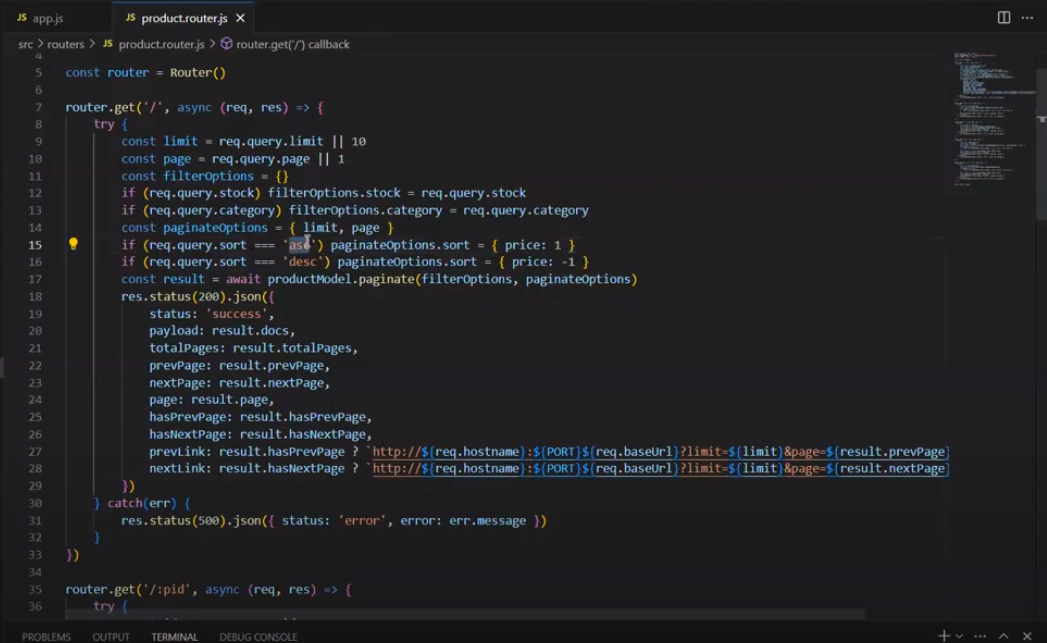 JS app.js
JS product.router.js ×
src > routers > JS product.router.js > router.get('/') callback
4
5 const router = Router()
6
7 router.get('/', async (req, res) => {
8 try {
9 const limit = req.query.limit || 10
10 const page = req.query.page || 1
11 const filterOptions = {}
12 if (req.query.stock) filterOptions.stock = req.query.stock
13 if (req.query.category) filterOptions.category = req.query.category
14 const paginateOptions = { limit, page }
15 if (req.query.sort === 'asc') paginateOptions.sort = { price: 1 }
16 if (req.query.sort === 'desc') paginateOptions.sort = { price: -1 }
17 const result = await productModel.paginate(filterOptions, paginateOptions)
18 res.status(200).json({
19 status: 'success',
20 payload: result.docs,
21 totalPages: result.totalPages,
22 prevPage: result.prevPage,
23 nextPage: result.nextPage,
24 page: result.page,
25 hasPrevPage: result.hasPrevPage,
26 hasNextPage: result.hasNextPage,
27 prevLink: result.hasPrevPage ? `http://${req.hostname}:${PORT}${req.baseUrl}?limit=${limit}&page=${result.prevPage}
28 nextLink: result.hasNextPage ? `http://${req.hostname}:${PORT}${req.baseUrl}?limit=${limit}&page=${result.nextPage}
29 })
30 } catch(err) {
31 res.status(500).json({ status: 'error', error: err.message })
32 }
33 })
34
35 router.get('/:pid', async (req, res) => {
36 try {
PROBLEMS OUTPUT TERMINAL DEBUG CONSOLE